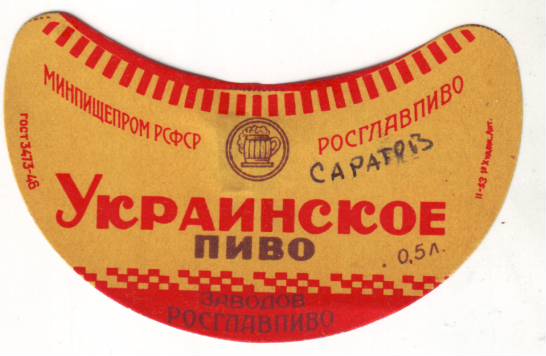 МИНПИЩЕПРОМ РСФСР
РОСГЛАВПИВО
САРАТОВ
ГОСТ 3473-46
УКРАИНСКОЕ
ПИВО
0,5 л.
ЗАВОДОВ
РОСГЛАВПИВО